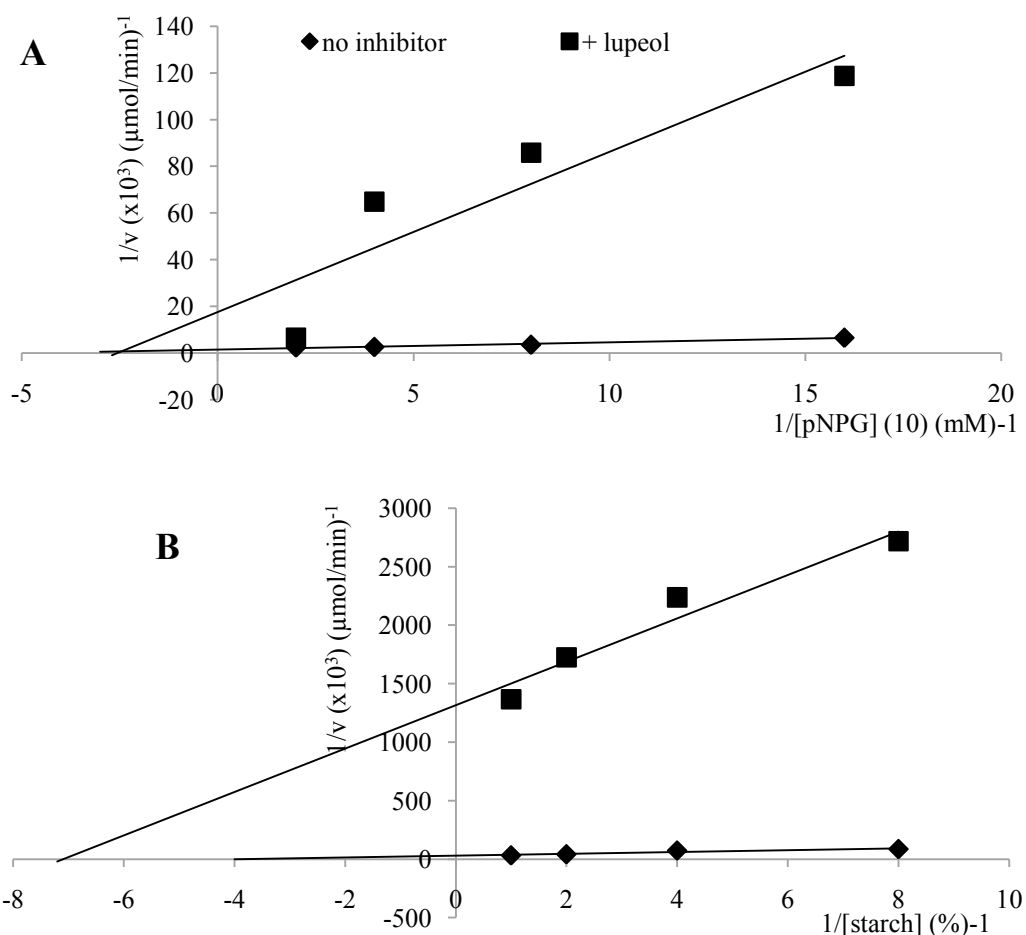 A
◆ no inhibitor ■ + lupeol
1/v (x10³) (µmol/min)⁻¹
140
120
100
80
60
40
20
0
-20
-5 0 5 10 15 20
1/[pNPG] (10) (mM)-1
B
1/v (x10³) (µmol/min)⁻¹
3000
2500
2000
1500
1000
500
0
-500
-8 -6 -4 -2 0 2 4 6 8 10
1/[starch] (%)-1